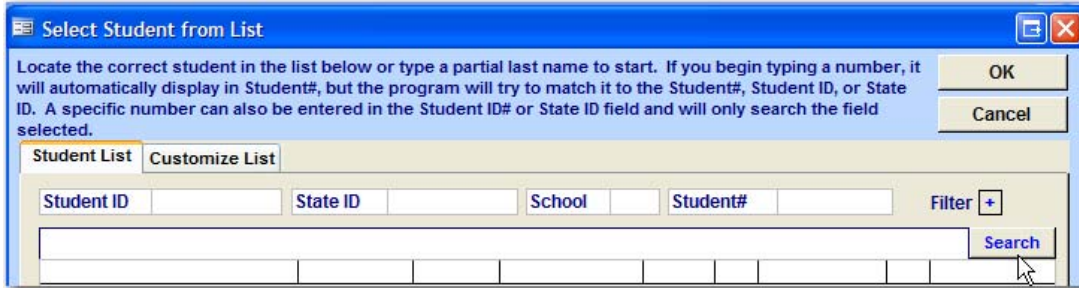 Select Student from List
Locate the correct student in the list below or type a partial last name to start.  If you begin typing a number, it
will automatically display in Student#, but the program will try to match it to the Student#, Student ID, or State
ID.  A specific number can also be entered in the Student ID# or State ID field and will only search the field
selected.
OK
Cancel
Student List Customize List
Student ID State ID School Student# Filter +
Search